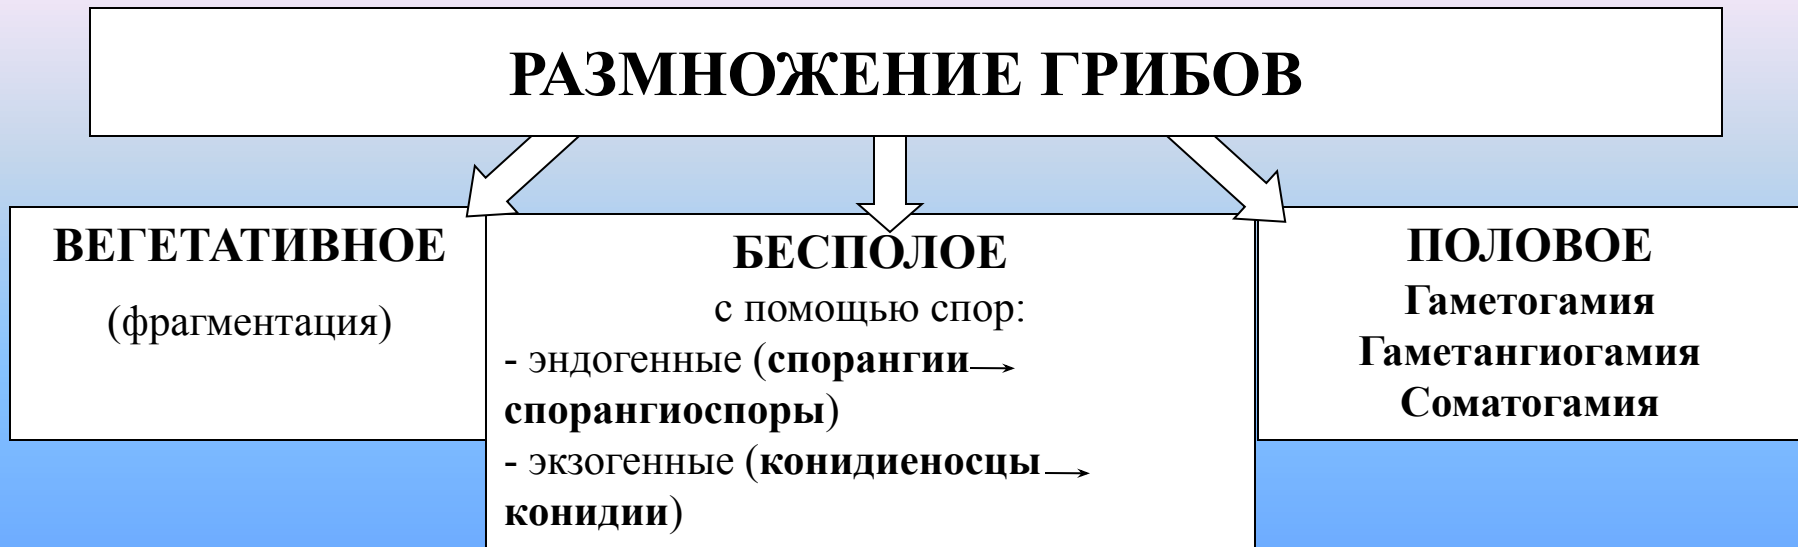 РАЗМНОЖЕНИЕ ГРИБОВ
ВЕГЕТАТИВНОЕ
(фрагментация)
БЕСПОЛОЕ
с помощью спор:
- эндогенные (спорангии→
спорангиоспоры)
- экзогенные (конидиеносцы→
конидии)
ПОЛОВОЕ
Гаметогамия
Гаметангиогамия
Соматогамия